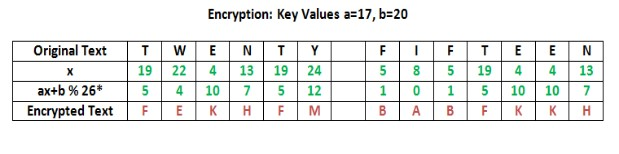 Encryption: Key Values a=17, b=20
Original Text T W E N T Y F I F T E E N
x 19 22 4 13 19 24 5 8 5 19 4 4 13
ax+b % 26* 5 4 10 7 5 12 1 0 1 5 10 10 7
Encrypted Text F E K H F M B A B F K K H